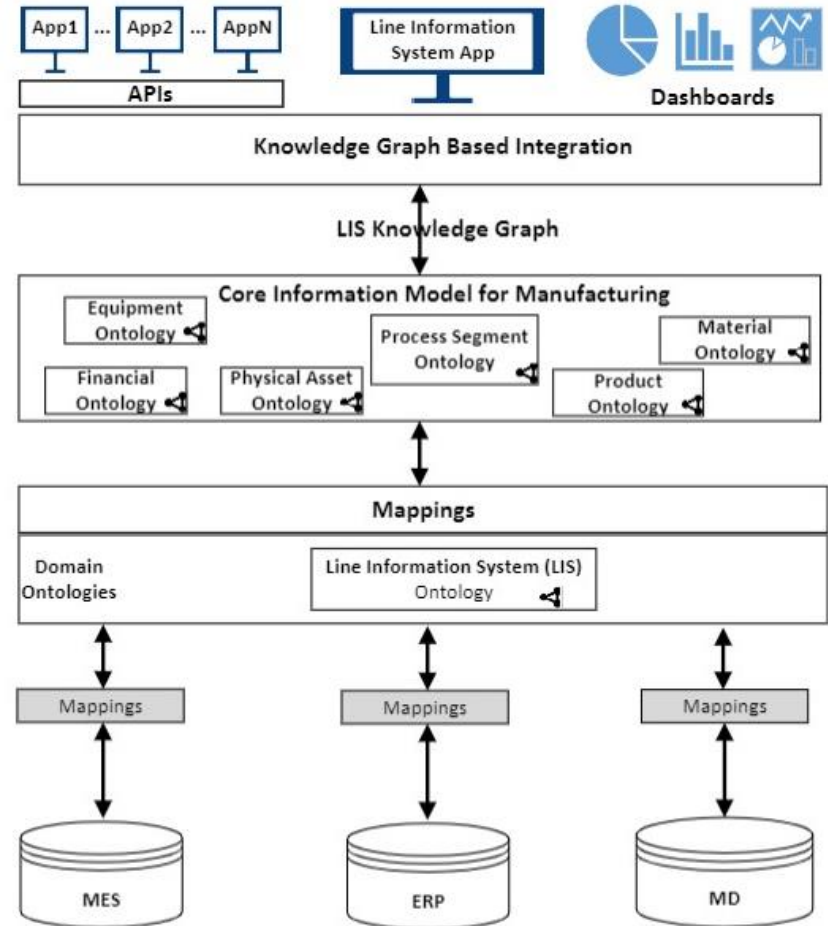 App1 ... App2 ... AppN
Line Information
System App
APIs
Dashboards
Knowledge Graph Based Integration
LIS Knowledge Graph
Core Information Model for Manufacturing
Equipment
Ontology
Process Segment
Ontology
Material
Ontology
Financial
Ontology
Physical Asset
Ontology
Product
Ontology
Mappings
Domain
Ontologies
Line Information System (LIS)
Ontology
Mappings
Mappings
Mappings
MES
ERP
MD